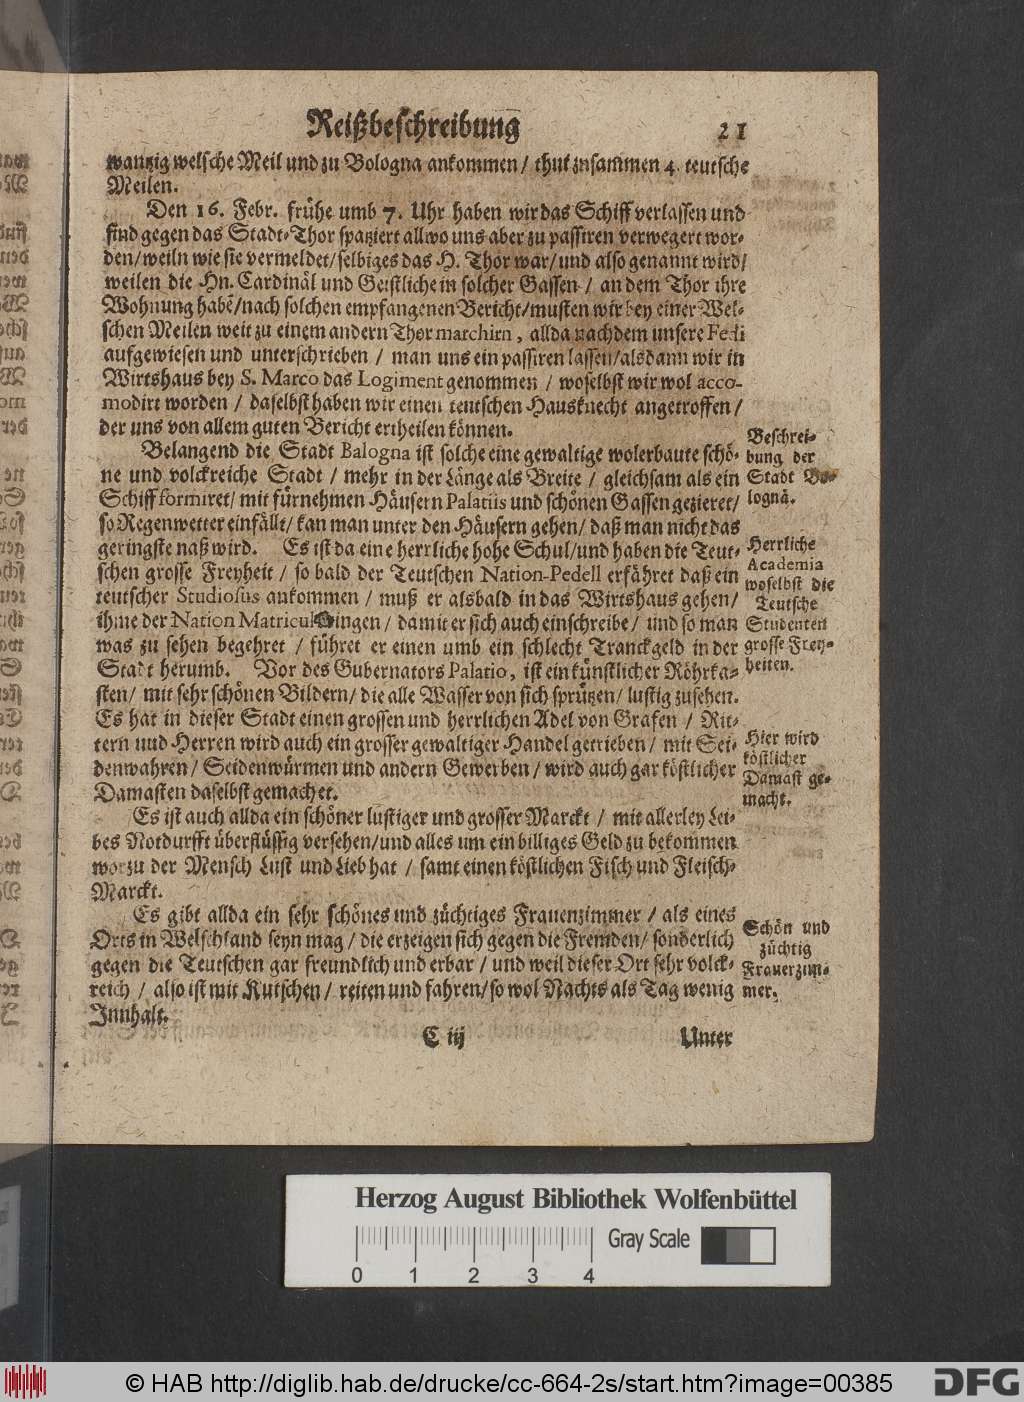 Reißbeschreibung 21
wantzig welsche Meil und zu Bologna ankommen / thut zusammen 4. teutsche
Meilen.
Den 16. Febr. frühe umb 7. Uhr haben wir das Schiff verlassen und
sind gegen das Stadt-Thor spatziert allwo uns aber zu passiren verwegert wor-
den/ weiln wie sie vermeldet/ selbiges das H. Thor war/ und also genannt wird/
weilen die Hn. Cardinäl und Geistliche in solcher Gassen / an dem Thor ihre
Wohnung habẽ/ nach solchen empfangenen Bericht/ musten wir bey einer Wel-
schen Meilen weit zu einem andern Thor marchirn, allda nachdem unsere Fedi
aufgewiesen und unterschrieben / man uns ein passiren lassen/ alsdann wir in
Wirtshaus bey S. Marco das Logiment genommen / woselbst wir wol acco-
modirt worden / daselbst haben wir einen teutschen Hausknecht angetroffen /
der uns von allem guten Bericht ertheilen können.
Belangend die Stadt Balogna ist solche eine gewaltige wolerbaute schö-
ne und volckreiche Stadt / mehr in der Länge als Breite / gleichsam als ein
Schiff formiret/ mit fürnehmen Häusern Palatiis und schönen Gassen gezieret/
so Regenwetter einfällt/ kan man unter den Häusern gehen/ daß man nicht das
geringste naß wird. Es ist da eine herrliche hohe Schul/ und haben die Teut-
schen grosse Freyheit / so bald der Teutschen Nation-Pedell erfähret daß ein
teutscher Studiosus ankommen / muß er alsbald in das Wirtshaus gehen/
ihme der Nation Matricul bringen/ damit er sich auch einschreibe/ und so man
was zu sehen begehret / führet er einen umb ein schlecht Tranckgeld in der
Stadt herumb. Vor des Gubernators Palatio, ist ein künstlicher Röhrka-
sten/ mit sehr schönen Bildern/ die alle Wasser von sich sprützen/ lustig zusehen.
Es hat in dieser Stadt einen grossen und herrlichen Adel von Grafen / Rit-
tern und Herren wird auch ein grosser gewaltiger Handel getrieben / mit Sei-
denwahren / Seidenwürmen und andern Gewerben / wird auch gar köstlicher
Damasten daselbst gemachet.
Es ist auch allda ein schöner lustiger und grosser Marckt / mit allerley Lei-
bes Notdurfft überflüssig versehen/ und alles um ein billiges Geld zu bekommen
worzu der Mensch Lust und Lieb hat / samt einen köstlichen Fisch und Fleisch-
Marckt.
Es gibt allda ein sehr schönes und züchtiges Frauenzimmer / als eines
Orts in Welschland seyn mag / die erzeigen sich gegen die Fremden/ sonderlich
gegen die Teutschen gar freundlich und erbar / und weil dieser Ort sehr volck-
reich / also ist mit Kutschen / reiten und fahren/ so wol Nachts als Tag wenig
Innhalt.
C iij Unter
Beschrei-
bung der
Stadt Bo-
logna.
Herrliche
Academia
woselbst die
Teutsche
Studenten
grosse Frey-
heiten.
Hier wird
köstlicher
Damast ge-
macht.
Schön und
züchtig
Frauenzim-
mer.
Herzog August Bibliothek Wolfenbüttel
Gray Scale
0 1 2 3 4
© HAB http://diglib.hab.de/drucke/cc-664-2s/start.htm?image=00385
DFG